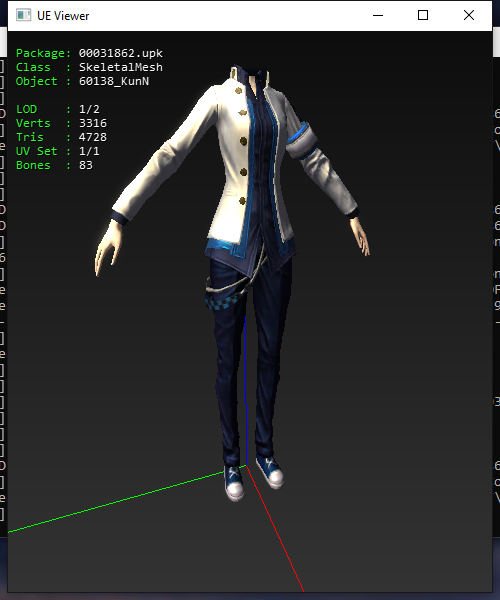 UE Viewer
Package: 00031862.upk
Class  : SkeletalMesh
Object : 60138_KunN
LOD    : 1/2
Verts  : 3316
Tris   : 4728
UV Set : 1/1
Bones  : 83